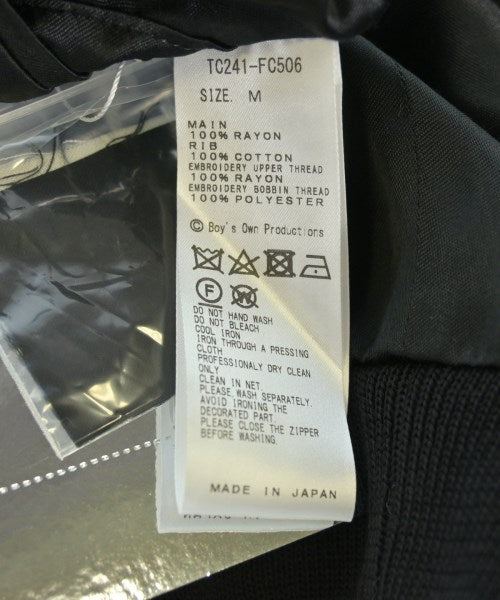 TC241-FC506
SIZE. M
MAIN
100% RAYON
RIB
100% COTTON
EMBROIDERY UPPER THREAD
100% RAYON
EMBROIDERY BOBBIN THREAD
100% POLYESTER
© Boy's Own Productions
F W
DO NOT HAND WASH
DO NOT BLEACH
COOL IRON
IRON THROUGH A PRESSING
CLOTH
PROFESSIONALY DRY CLEAN
ONLY
CLEAN IN NET.
PLEASE WASH SEPARATELY
AVOID IRONING THE
DECORATED PART.
PLEASE CLOSE THE ZIPPER
BEFORE WASHING.
MADE IN JAPAN